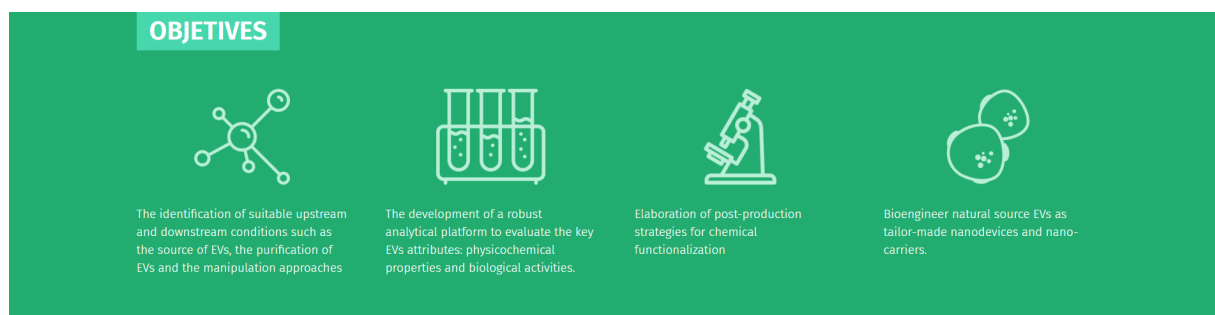 OBJETIVES
The identification of suitable upstream
and downstream conditions such as
the source of EVs, the purification of
EVs and the manipulation approaches
The development of a robust
analytical platform to evaluate the key
EVs attributes: physicochemical
properties and biological activities.
Elaboration of post-production
strategies for chemical
functionalization
Bioengineer natural source EVs as
tailor-made nanodevices and nano-
carriers.